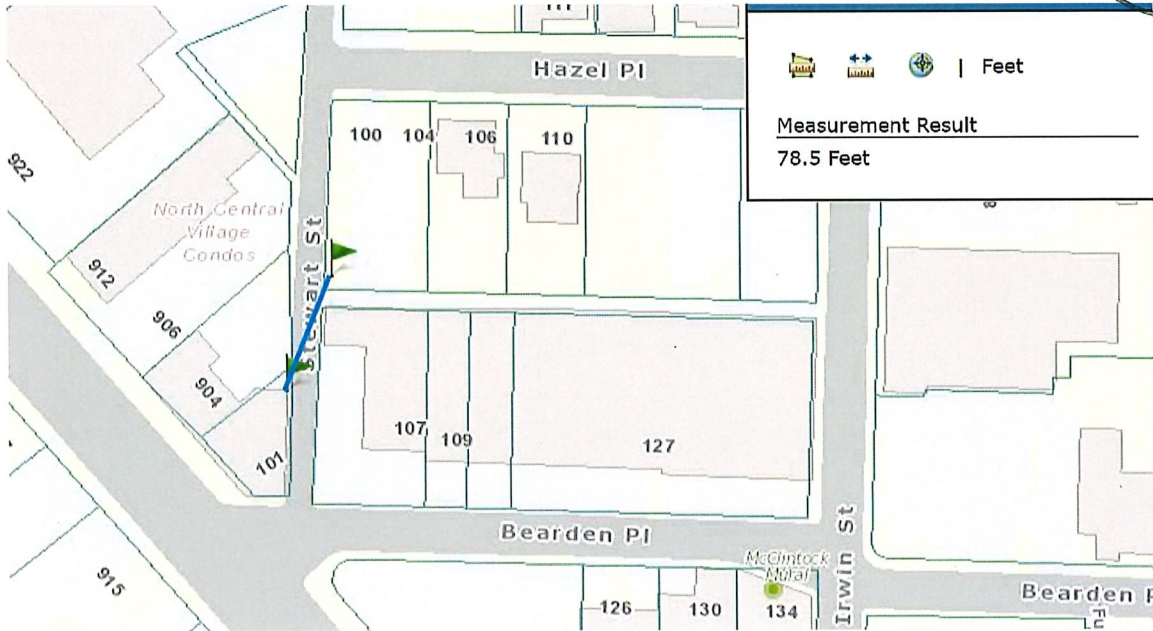 Hazel Pl
| Feet
Measurement Result
78.5 Feet
100
104
106
110
922
North Central
Village
Condos
912
Stewart St
906
904
101
107
109
127
Bearden Pl
Irwin St
McClintock
Mural
915
126
130
134
Bearden P
Fu